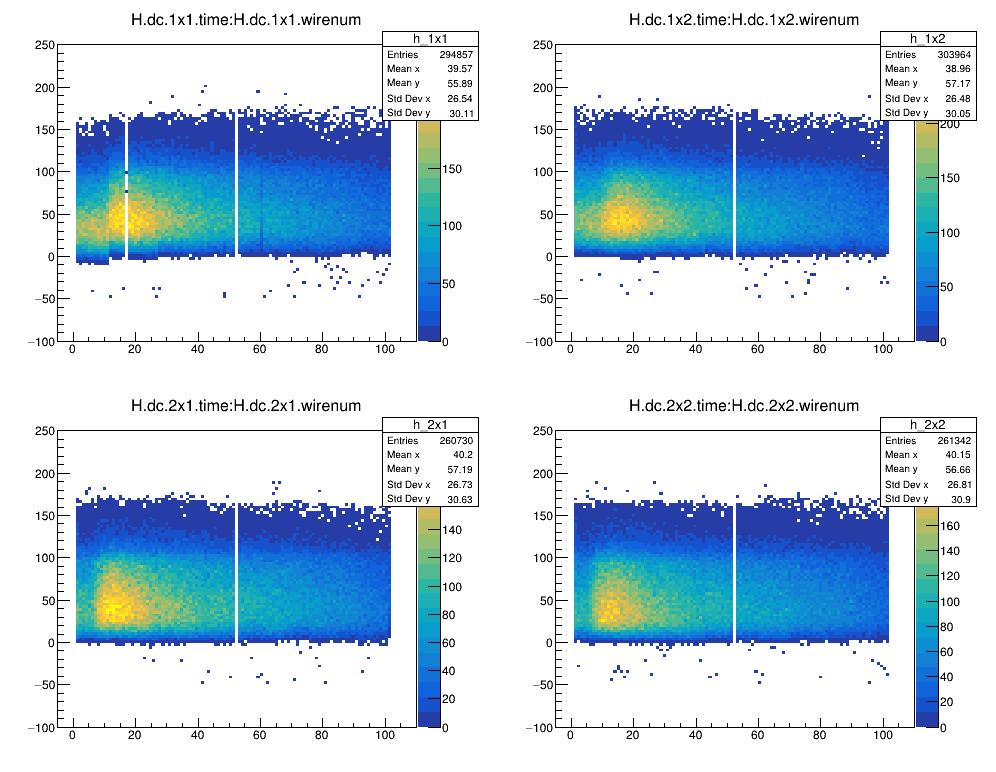 H.dc.1x1.time:H.dc.1x1.wirenum
h_1x1
Entries 294857
Mean x 39.57
Mean y 55.89
Std Dev x 26.54
Std Dev y 30.11
250
200
150
100
50
0
−50
−100
0 20 40 60 80 100
150
100
50
0
H.dc.1x2.time:H.dc.1x2.wirenum
h_1x2
Entries 303964
Mean x 38.96
Mean y 57.17
Std Dev x 26.48
Std Dev y 30.05
250
200
150
100
50
0
−50
−100
0 20 40 60 80 100
200
150
100
50
0
H.dc.2x1.time:H.dc.2x1.wirenum
h_2x1
Entries 260730
Mean x 40.2
Mean y 57.19
Std Dev x 26.73
Std Dev y 30.63
250
200
150
100
50
0
−50
−100
0 20 40 60 80 100
140
120
100
80
60
40
20
0
H.dc.2x2.time:H.dc.2x2.wirenum
h_2x2
Entries 261342
Mean x 40.15
Mean y 56.66
Std Dev x 26.81
Std Dev y 30.9
250
200
150
100
50
0
−50
−100
0 20 40 60 80 100
160
140
120
100
80
60
40
20
0